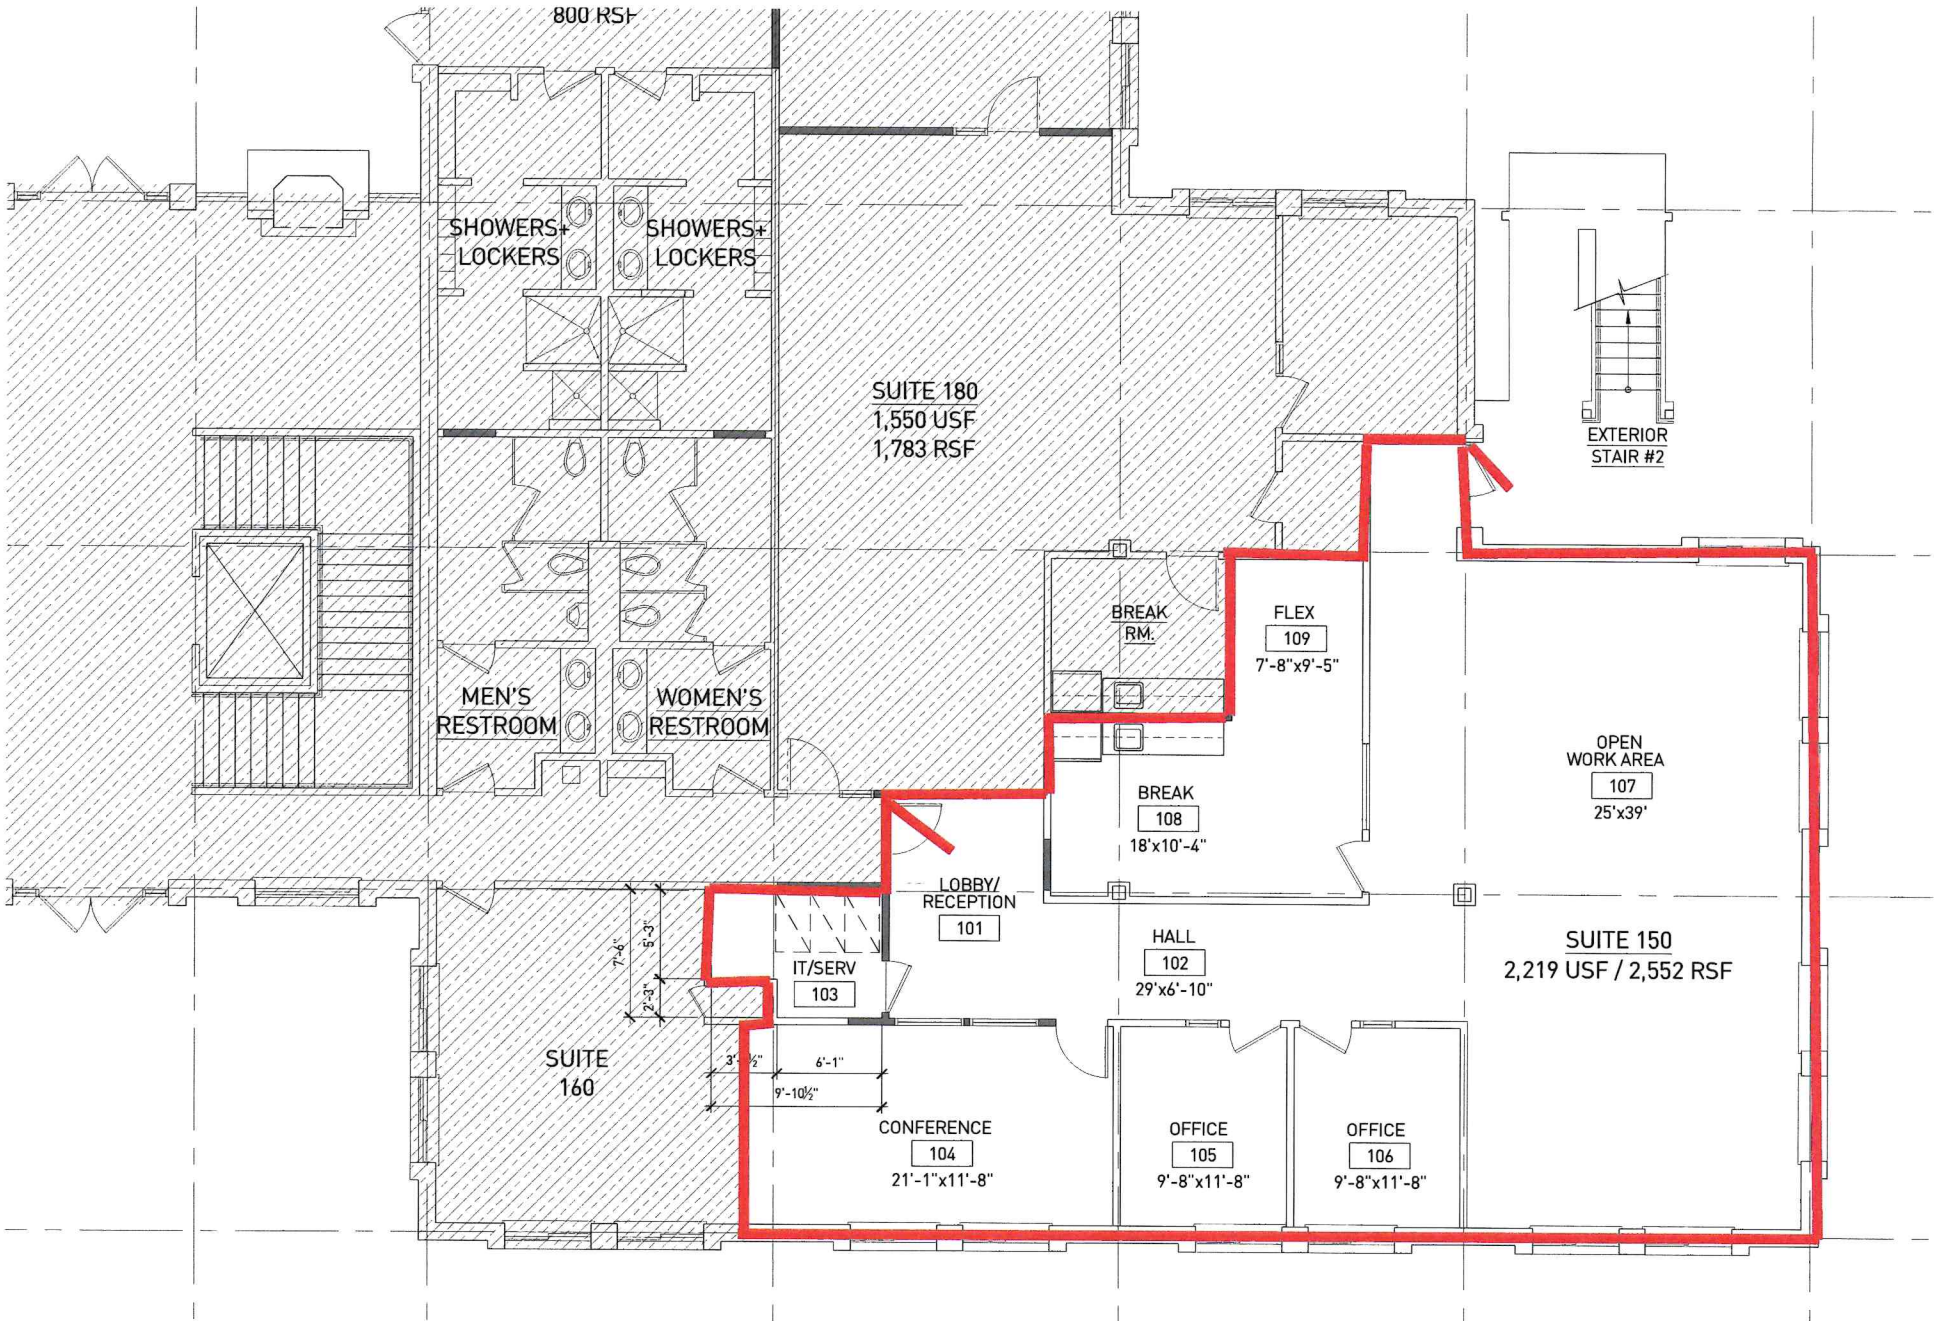 800 RSF
SHOWERS+
LOCKERS
SHOWERS+
LOCKERS
SUITE 180
1,550 USF
1,783 RSF
EXTERIOR
STAIR #2
BREAK
RM.
FLEX
109
7'-8"x9'-5"
MEN'S
RESTROOM
WOMEN'S
RESTROOM
OPEN
WORK AREA
107
25'x39'
BREAK
108
18'x10'-4"
LOBBY/
RECEPTION
101
HALL
102
29'x6'-10"
SUITE 150
2,219 USF / 2,552 RSF
7'-6"
5'-3"
2'-3"
IT/SERV
103
SUITE
160
6'-1"
9'-10½"
CONFERENCE
104
21'-1"x11'-8"
OFFICE
105
9'-8"x11'-8"
OFFICE
106
9'-8"x11'-8"